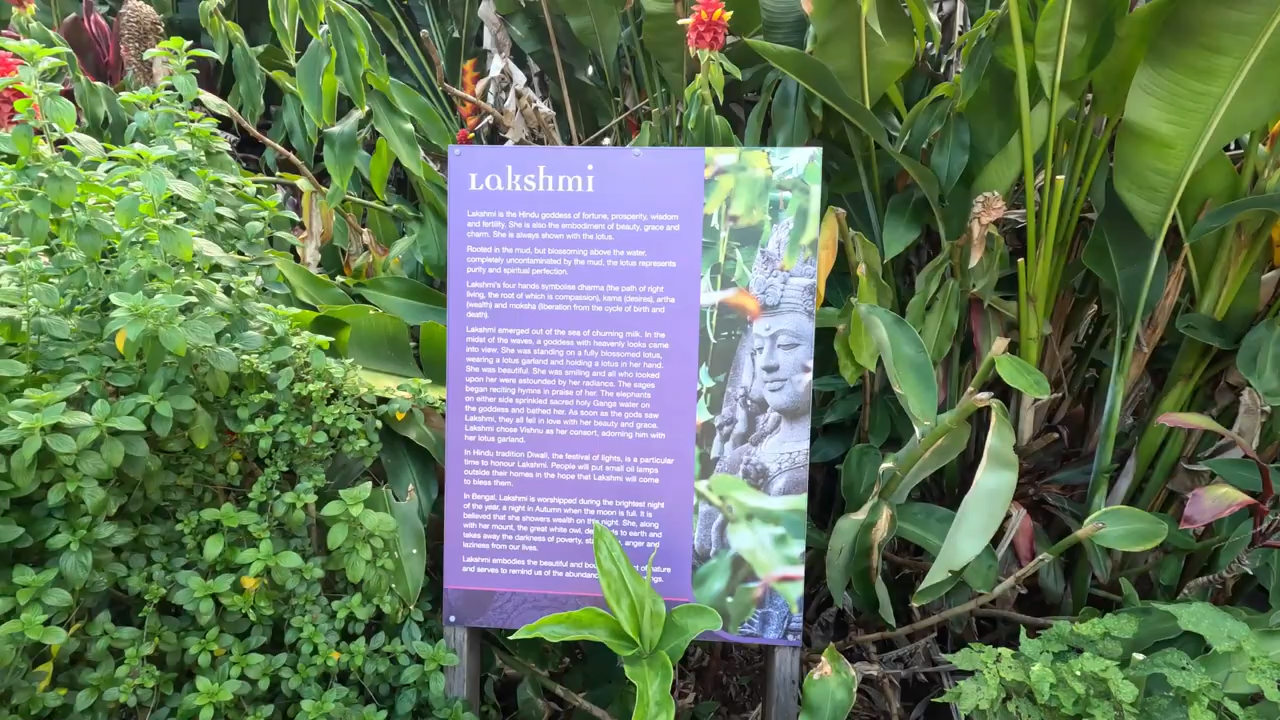 Lakshmi
Lakshmi is the Hindu goddess of fortune, prosperity, wisdom
and fertility. She is also the embodiment of beauty, grace and
charm. She is always shown with the lotus.
Rooted in the mud, but blossoming above the water,
completely uncontaminated by the mud, the lotus represents
purity and spiritual perfection.
Lakshmi's four hands symbolise dharma (the path of right
living, the root of which is compassion), kama (desires), artha
(wealth) and moksha (liberation from the cycle of birth and
death).
Lakshmi emerged out of the sea of churning milk. In the
midst of the waves, a goddess with heavenly looks came
into view. She was standing on a fully blossomed lotus,
wearing a lotus garland and holding a lotus in her hand.
She was beautiful. She was smiling and all who looked
upon her were astounded by her radiance. The sages
began reciting hymns in praise of her. The elephants
on either side sprinkled sacred holy Ganga water on
the goddess and bathed her. As soon as the gods saw
Lakshmi, they all fell in love with her beauty and grace.
Lakshmi chose Vishnu as her consort, adorning him with
her lotus garland.
In Hindu tradition Diwali, the festival of lights, is a particular
time to honour Lakshmi. People will put small oil lamps
outside their homes in the hope that Lakshmi will come
to bless them.
In Bengal, Lakshmi is worshipped during the brightest night
of the year, a night in Autumn when the moon is full. It is
believed that she showers wealth on this night. She, along
with her mount, the great white owl, to earth and
takes away the darkness of poverty, anger and
laziness from our lives.
Lakshmi embodies the beautiful and of nature
and serves to remind us of the